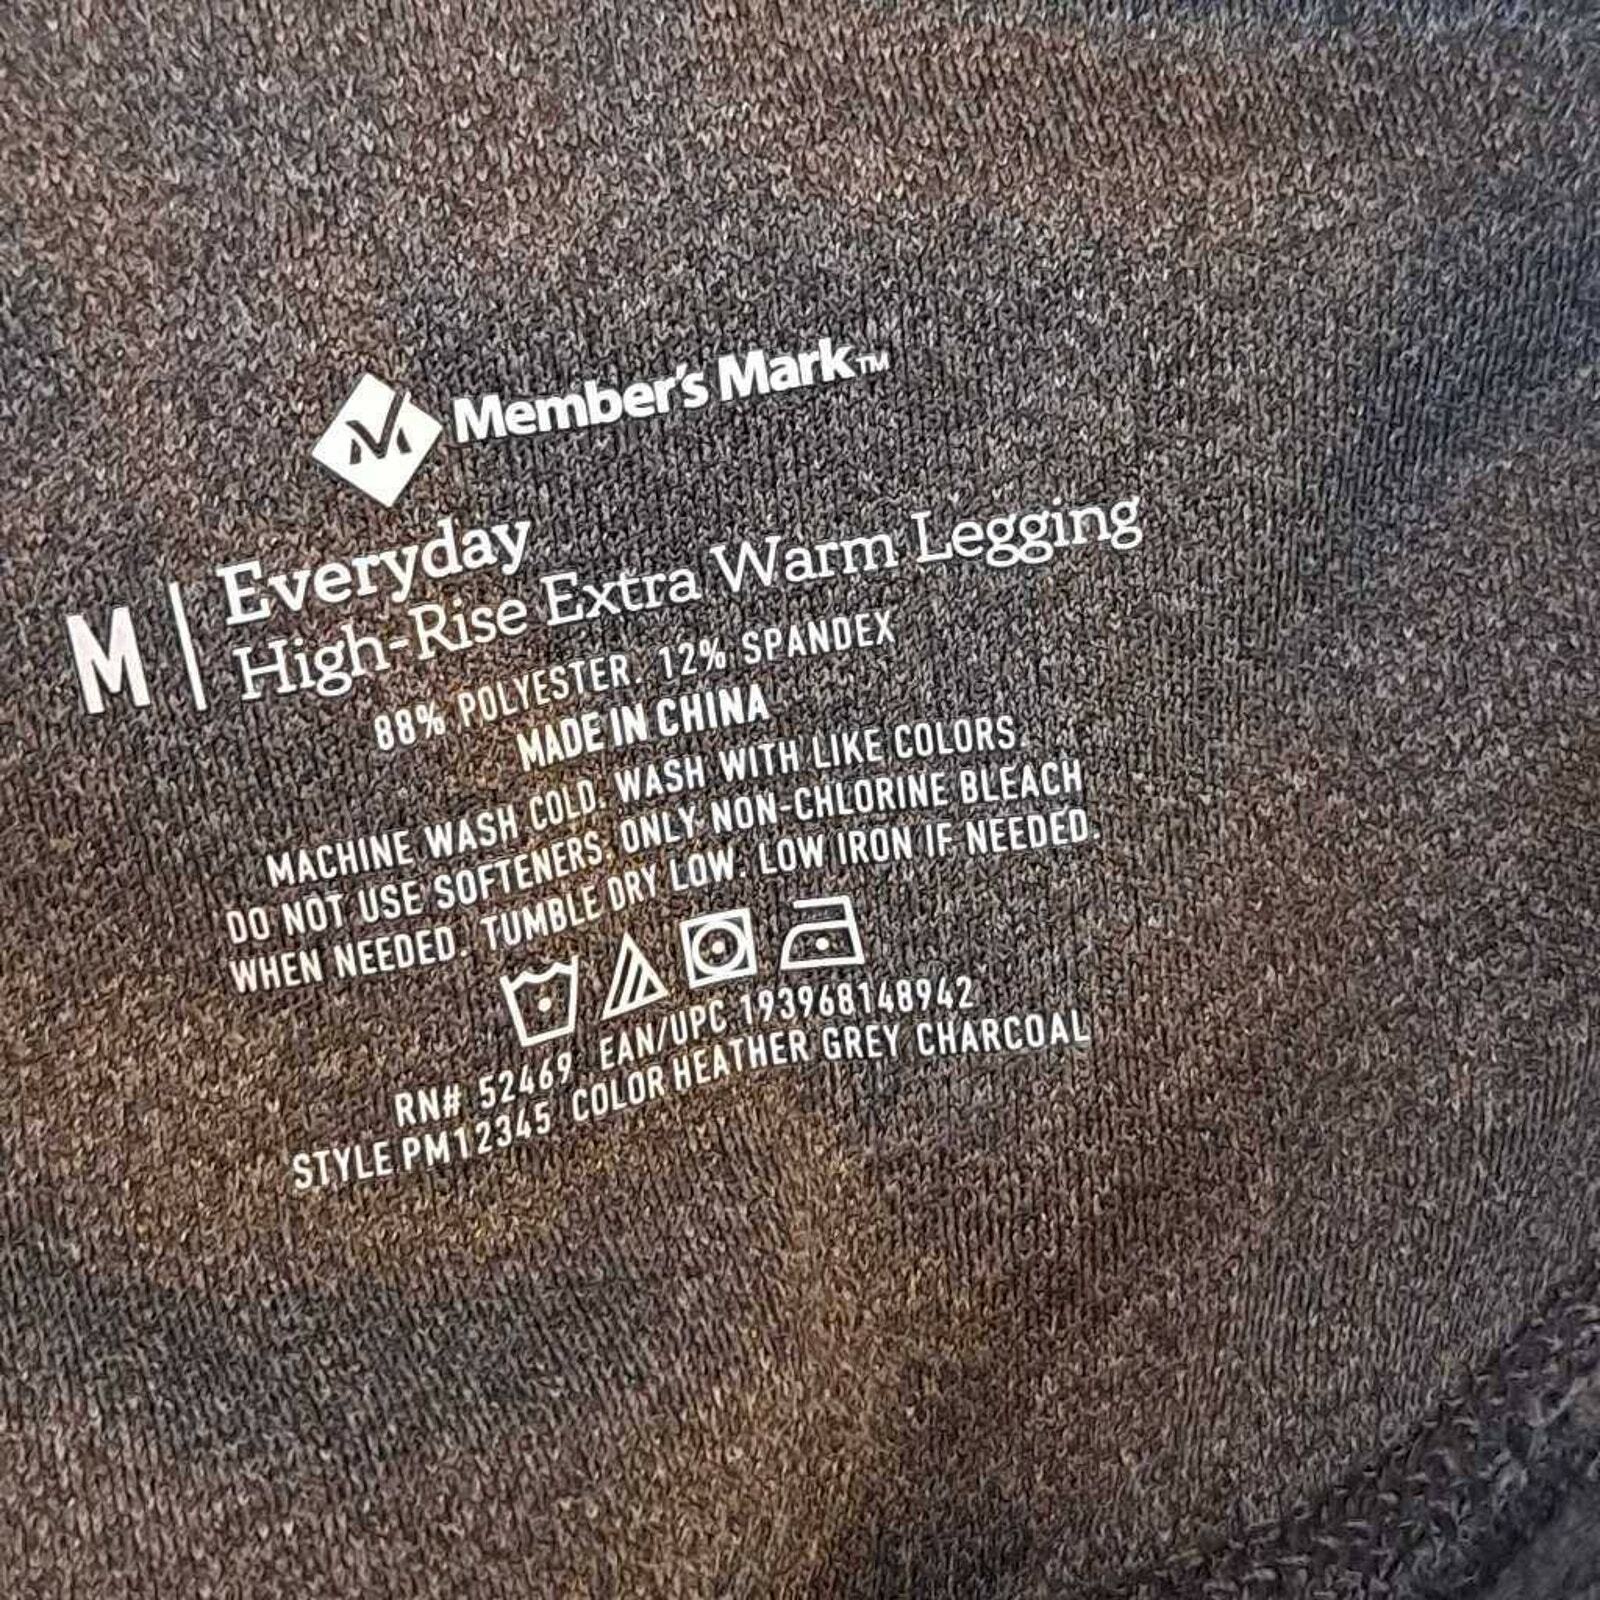 Member's Mark™
M
Everyday
High-Rise Extra Warm Legging
88% POLYESTER. 12% SPANDEX
MADE IN CHINA
MACHINE WASH COLD. WASH WITH LIKE COLORS.
DO NOT USE SOFTENERS. ONLY NON-CHLORINE BLEACH
WHEN NEEDED. TUMBLE DRY LOW. LOW IRON IF NEEDED.
RN# 52469 EAN/UPC 193968148942
STYLE PM12345 COLOR HEATHER GREY CHARCOAL